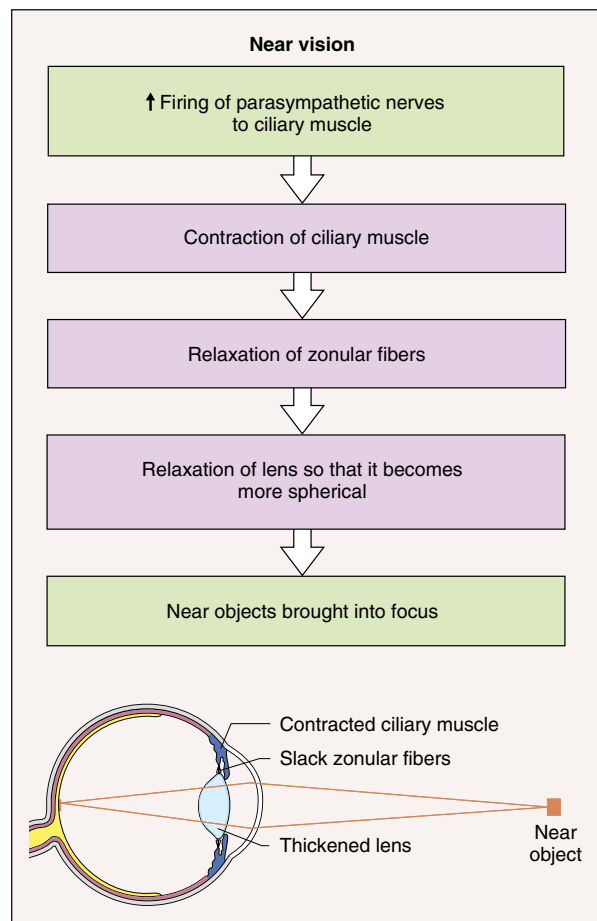 Near vision
↑ Firing of parasympathetic nerves
to ciliary muscle
Contraction of ciliary muscle
Relaxation of zonular fibers
Relaxation of lens so that it becomes
more spherical
Near objects brought into focus
Contracted ciliary muscle
Slack zonular fibers
Thickened lens
Near
object